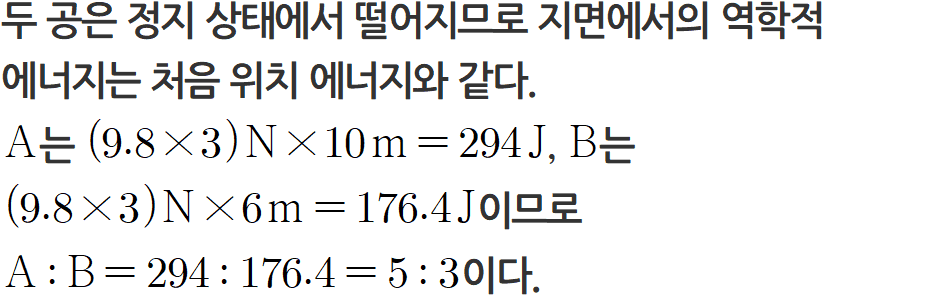 두 공은 정지 상태에서 떨어지므로 지면에서의 역학적
에너지는 처음 위치 에너지와 같다.
A는 (9.8×3)N×10m=294J, B는
(9.8×3)N×6m=176.4J이므로
A:B=294:176.4=5:3이다.